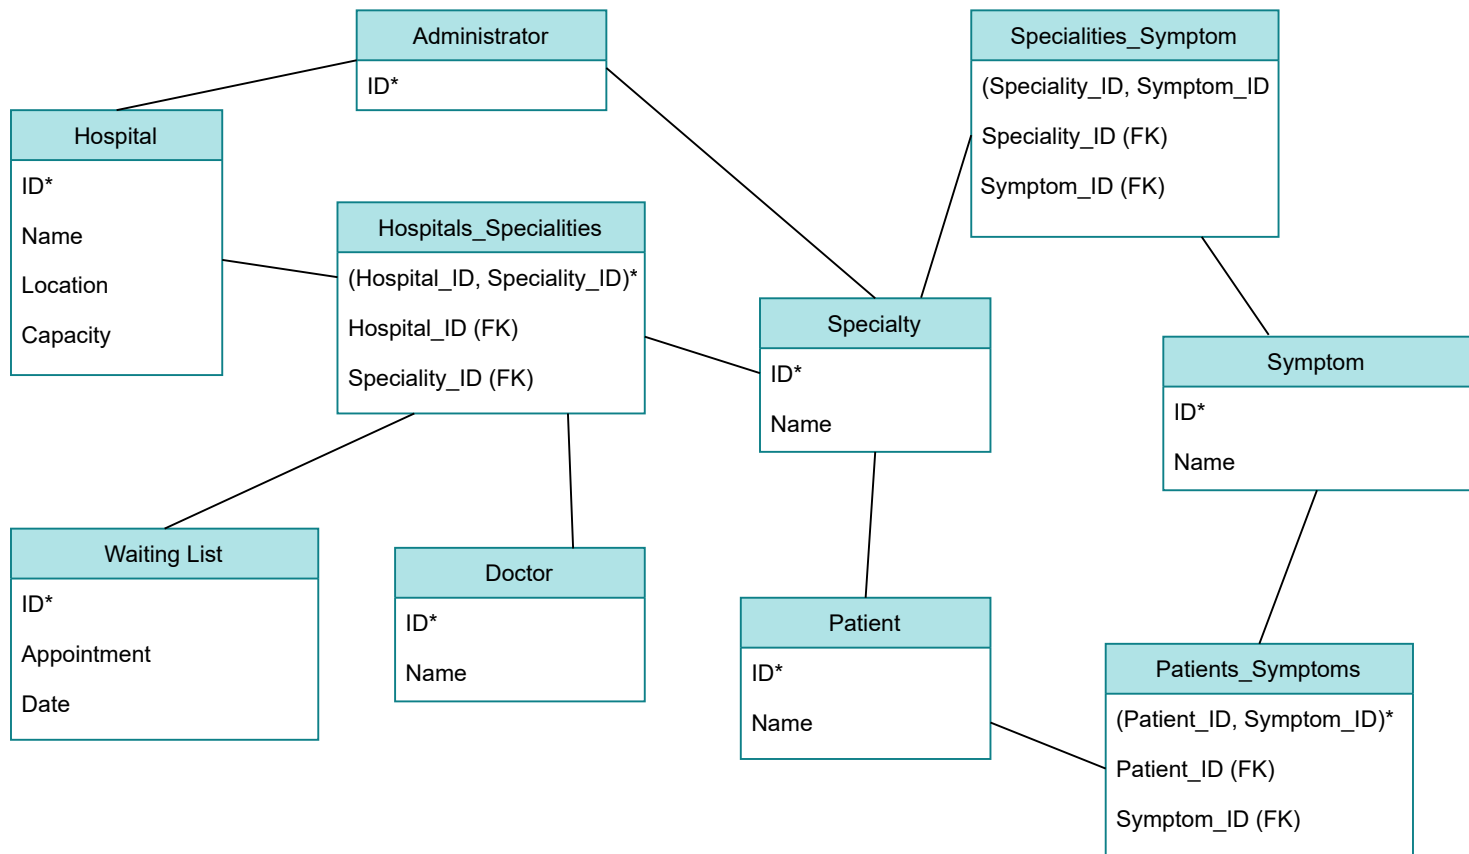 Administrator
ID*
Specialities_Symptom
(Speciality_ID, Symptom_ID
Speciality_ID (FK)
Symptom_ID (FK)
Hospital
ID*
Name
Location
Capacity
Hospitals_Specialities
(Hospital_ID, Speciality_ID)*
Hospital_ID (FK)
Speciality_ID (FK)
Specialty
ID*
Name
Symptom
ID*
Name
Waiting List
ID*
Appointment
Date
Doctor
ID*
Name
Patient
ID*
Name
Patients_Symptoms
(Patient_ID, Symptom_ID)*
Patient_ID (FK)
Symptom_ID (FK)